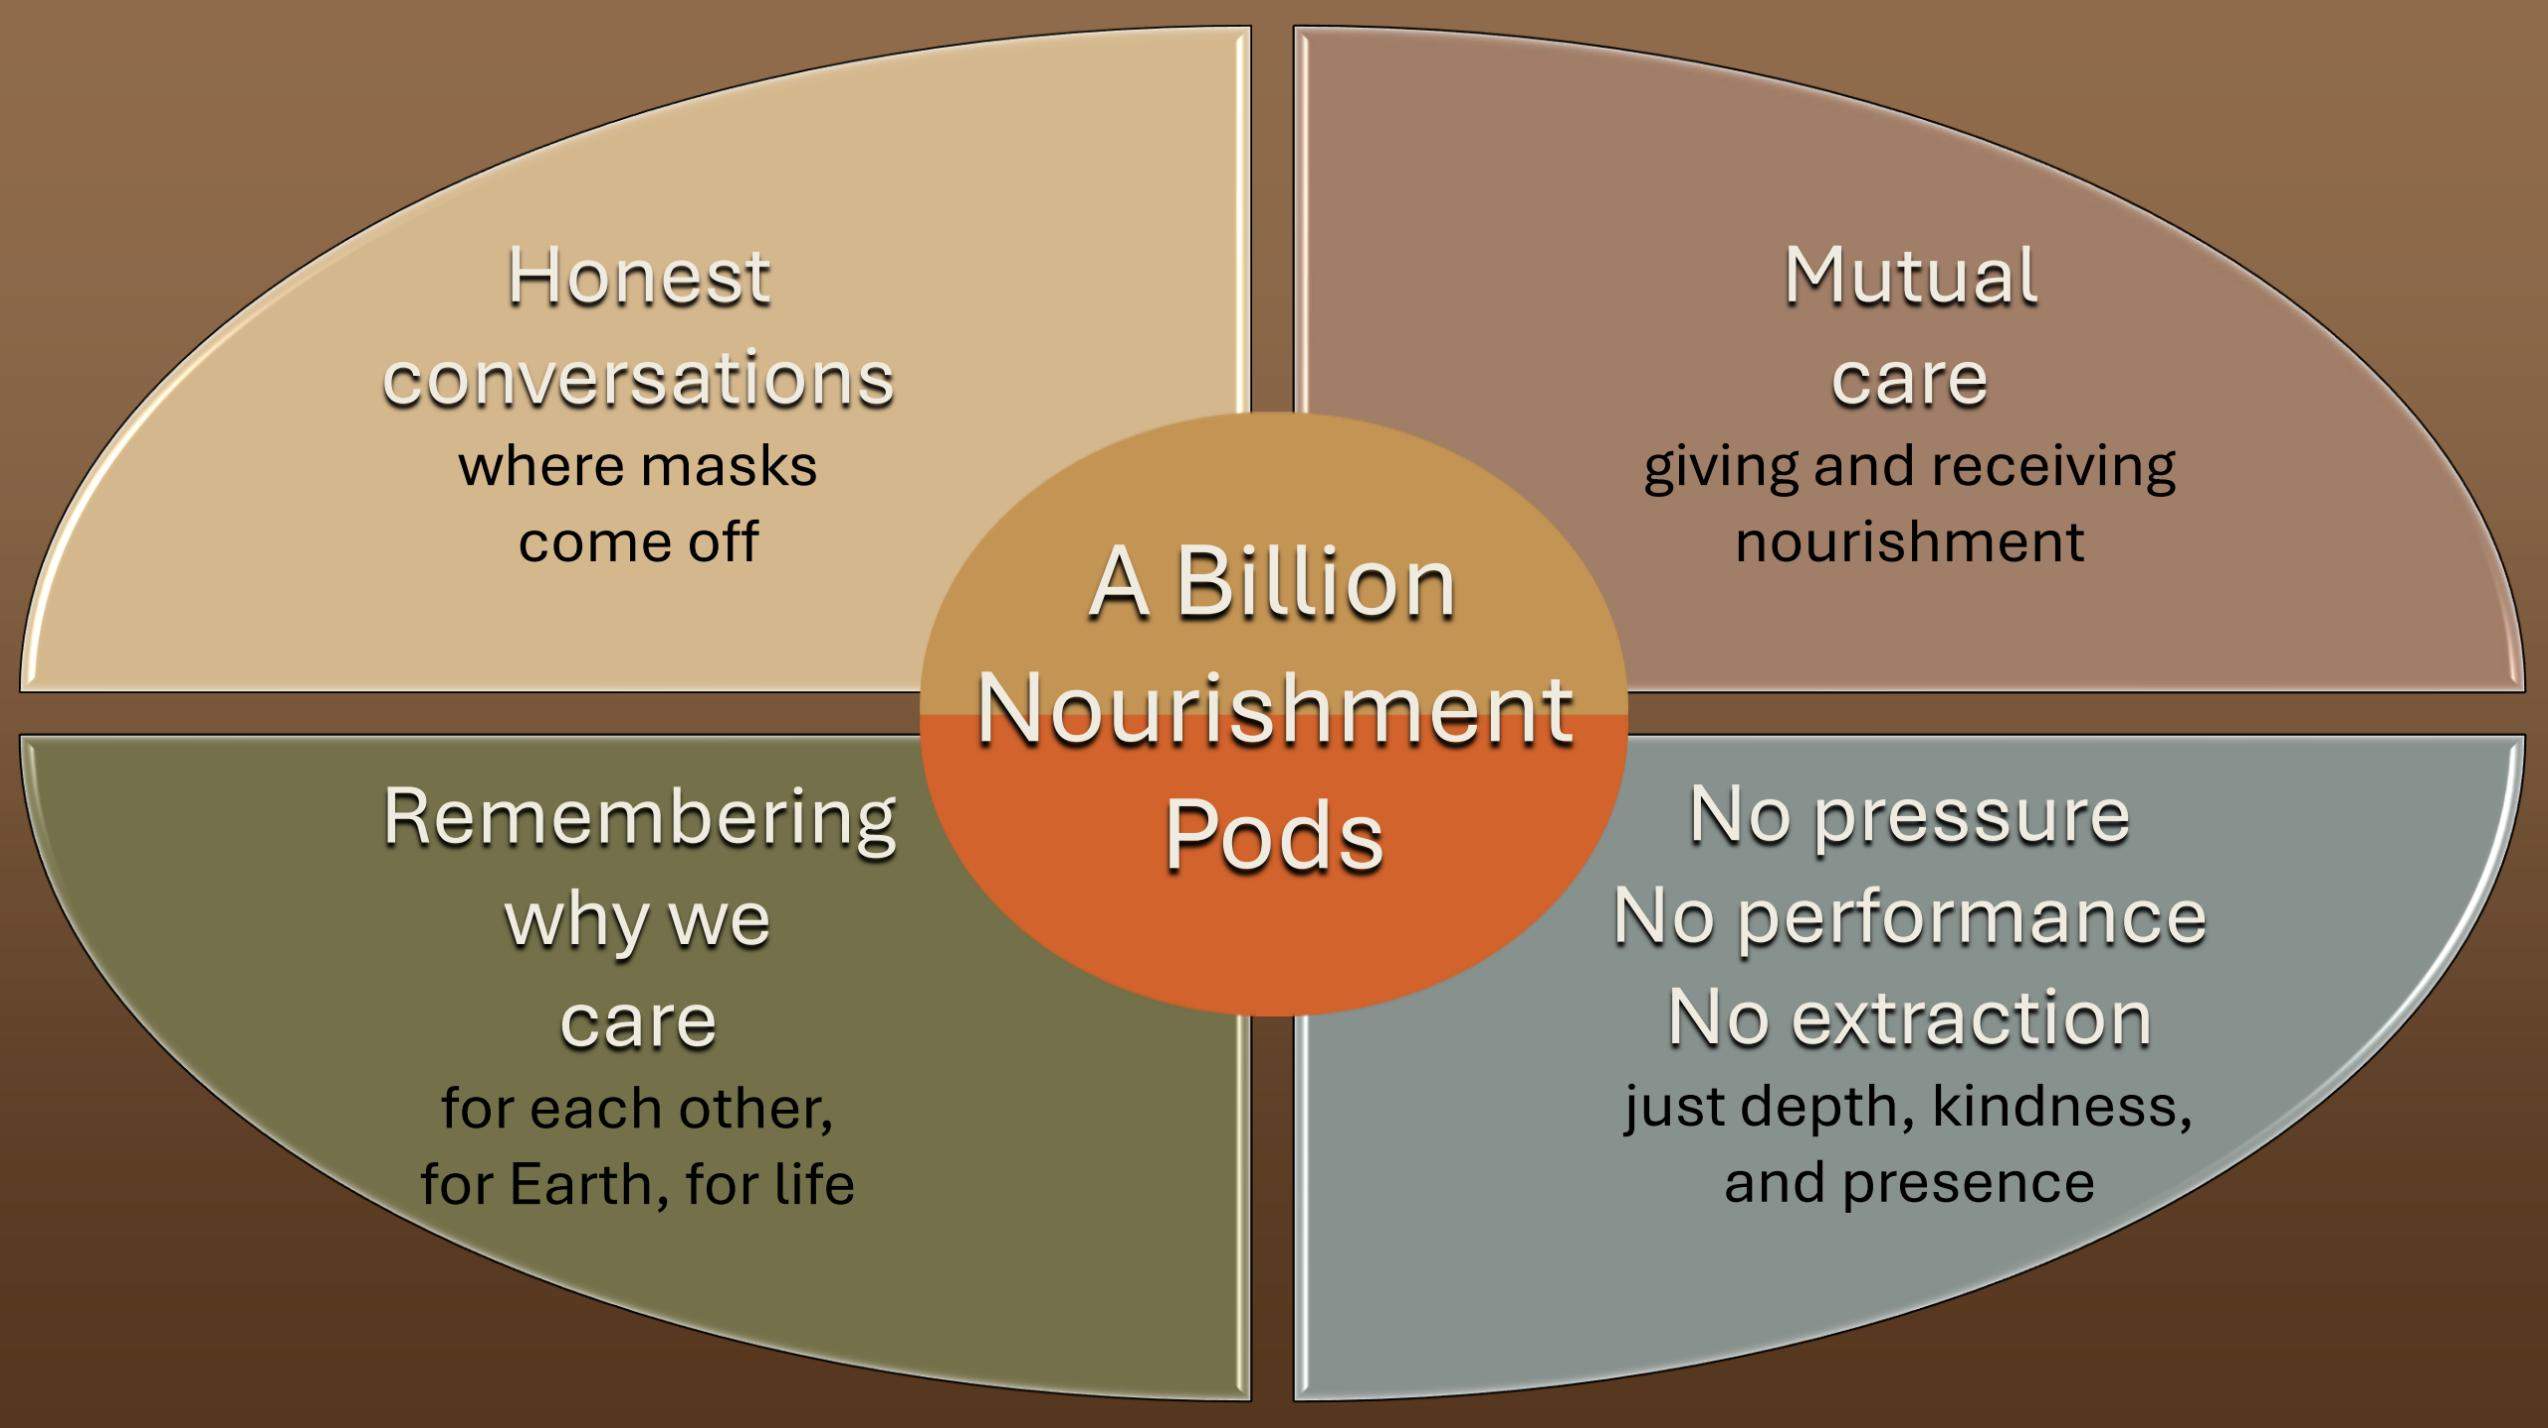 Honest
conversations
where masks
come off
Mutual
care
giving and receiving
nourishment
A Billion
Nourishment
Pods
Remembering
why we
care
for each other,
for Earth, for life
No pressure
No performance
No extraction
just depth, kindness,
and presence